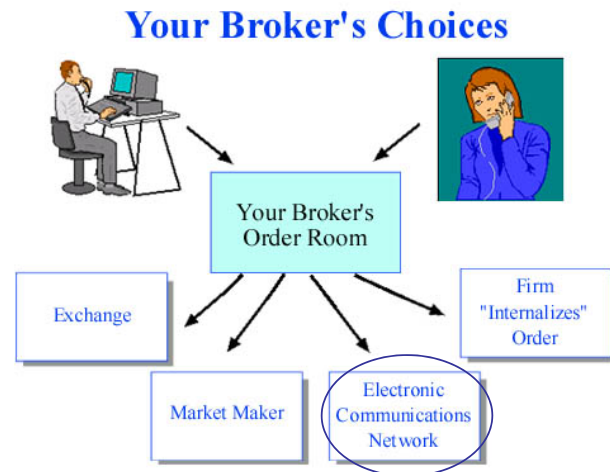 Your Broker's Choices
Your Broker's
Order Room
Exchange
Market Maker
Electronic
Communications
Network
Firm
"Internalizes"
Order